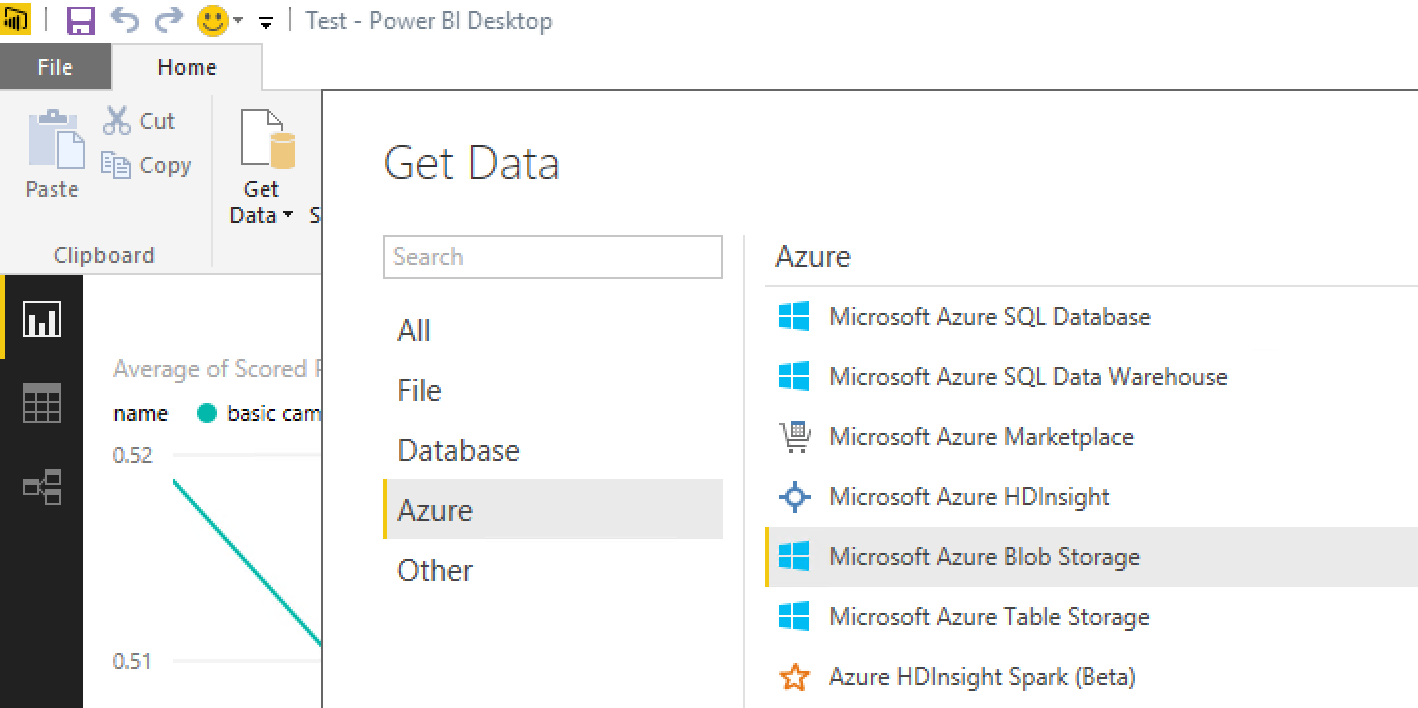 Test - Power BI Desktop
File
Home
Cut
Copy
Paste
Get
Data
S
Clipboard
Average of Scored
name
basic cam
0.52
0.51
Get Data
Search
All
File
Database
Azure
Other
Azure
Microsoft Azure SQL Database
Microsoft Azure SQL Data Warehouse
Microsoft Azure Marketplace
Microsoft Azure HDInsight
Microsoft Azure Blob Storage
Microsoft Azure Table Storage
Azure HDInsight Spark (Beta)